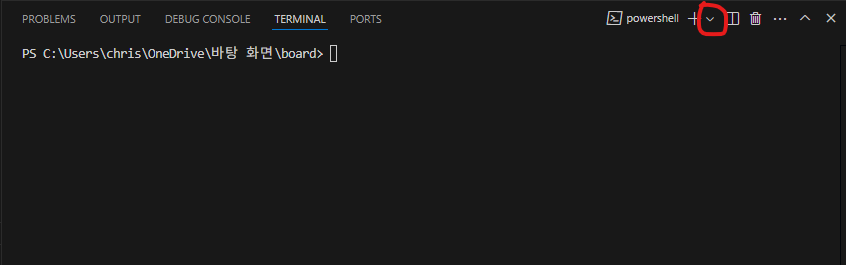 PROBLEMS OUTPUT DEBUG CONSOLE TERMINAL PORTS powershell
PS C:\Users\chris\OneDrive\바탕 화면\board>